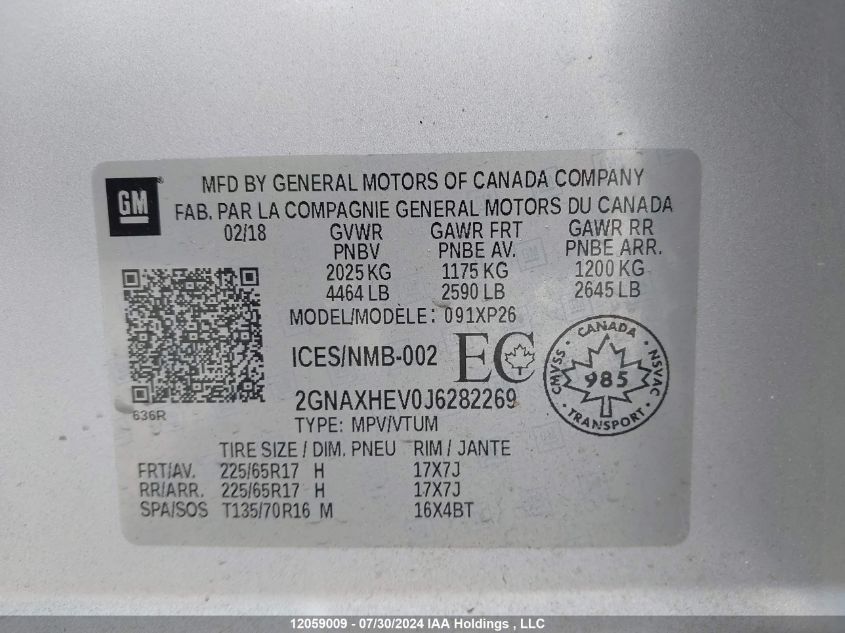 GM
MFD BY GENERAL MOTORS OF CANADA COMPANY
FAB. PAR LA COMPAGNIE GENERAL MOTORS DU CANADA
02/18 GVWR GAWR FRT GAWR RR
PNBV PNBE AV. PNBE ARR.
2025 KG 1175 KG 1200 KG
4464 LB 2590 LB 2645 LB
MODEL/MODÈLE: 091XP26
ICES/NMB-002 EC
CANADA
CMVSS 985 NSVAC
TRANSPORT
2GNAXHEV0J6282269
636R
TYPE: MPV/VTUM
TIRE SIZE / DIM. PNEU RIM / JANTE
FRT/AV. 225/65R17 H 17X7J
RR/ARR. 225/65R17 H 17X7J
SPA/SOS T135/70R16 M 16X4BT
12059009 - 07/30/2024 IAA Holdings , LLC